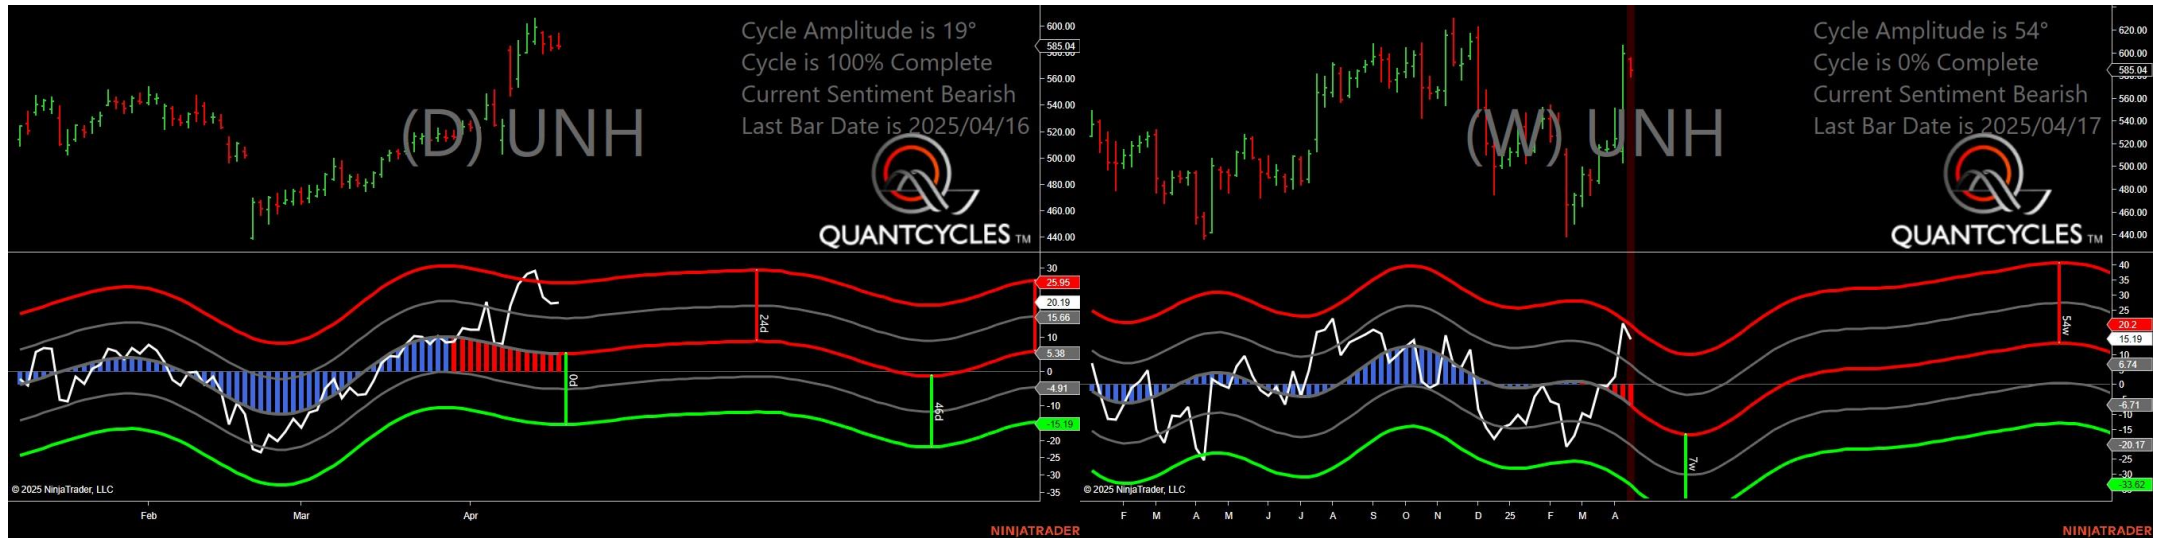 Cycle Amplitude is 19°
Cycle is 100% Complete
Current Sentiment Bearish
Last Bar Date is 2025/04/16
(D) UNH
QUANTCYCLES TM
600.00
585.04
560.00
540.00
520.00
500.00
480.00
460.00
440.00
30
25.95
20.19
15.66
10
5.38
0
-4.91
-10
-15.19
-20
-25
-30
-35
24d
0d
46d
© 2025 NinjaTrader, LLC
Feb Mar Apr
NINJATRADER
Cycle Amplitude is 54°
Cycle is 0% Complete
Current Sentiment Bearish
Last Bar Date is 2025/04/17
(W) UNH
QUANTCYCLES TM
620.00
600.00
585.04
560.00
540.00
520.00
500.00
480.00
460.00
440.00
40
35
30
25
20.2
15.19
10
6.74
0
-6.71
-10
-15
-20.17
-25
-30
-33.62
54w
7w
© 2025 NinjaTrader, LLC
F M A M J J A S O N D 25 F M A
NINJATRADER